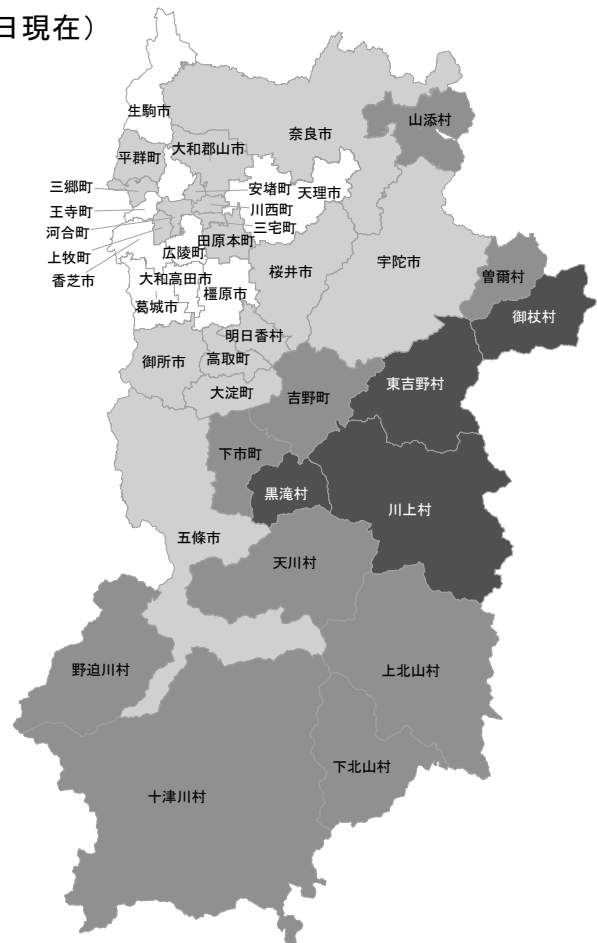 日現在）
生駒市
奈良市
山添村
平群町
大和郡山市
三郷町
安堵町
天理市
王寺町
川西町
河合町
三宅町
上牧町
広陵町
田原本町
香芝市
大和高田市
桜井市
宇陀市
曽爾村
葛城市
橿原市
御杖村
明日香村
御所市
高取町
東吉野村
大淀町
吉野町
下市町
黒滝村
川上村
五條市
天川村
野迫川村
上北山村
下北山村
十津川村